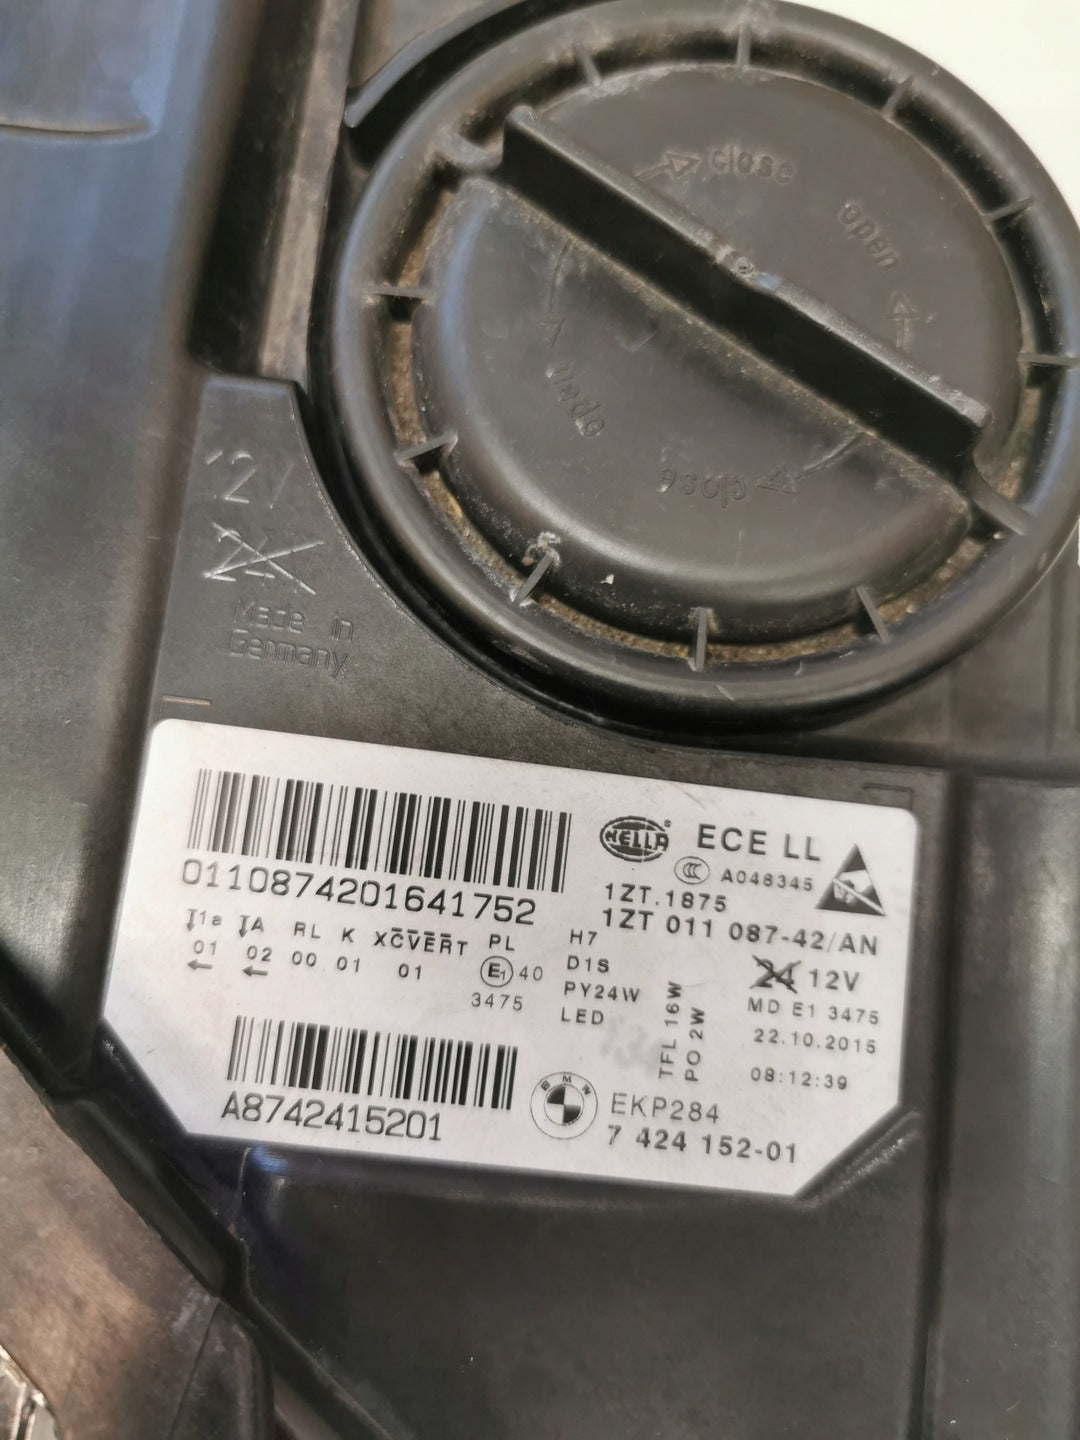 close
open
open
close
12V
24
Made in
Germany
0110874201641752
HELLA
ECE LL
CCC A046345
1ZT.1875
1ZT 011 087-42/AN
1a A RL K XCVERT PL
01 02 00 01 01 E1 40
3475
H7
D1S
PY24W
LED
TFL 16W
PO 2W
24 12V
MD E1 3475
22.10.2015
08:12:39
A8742415201
BMW
EKP284
7 424 152-01